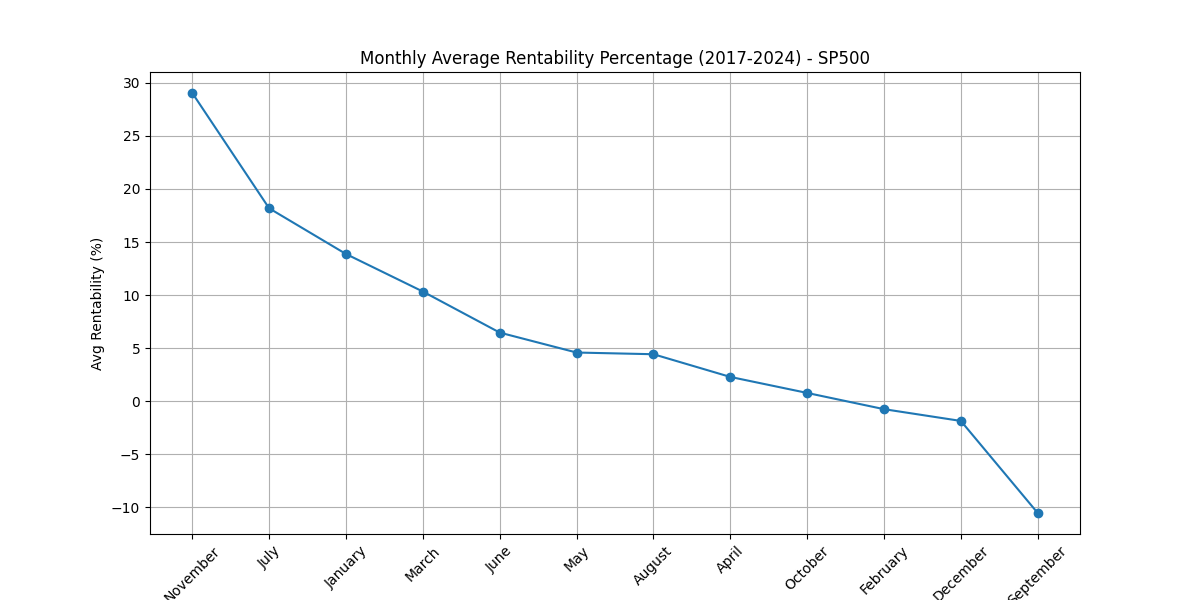 Monthly Average Rentability Percentage (2017-2024) - SP500
Avg Rentability (%)
30
25
20
15
10
5
0
−5
−10
November
July
January
March
June
May
August
April
October
February
December
September